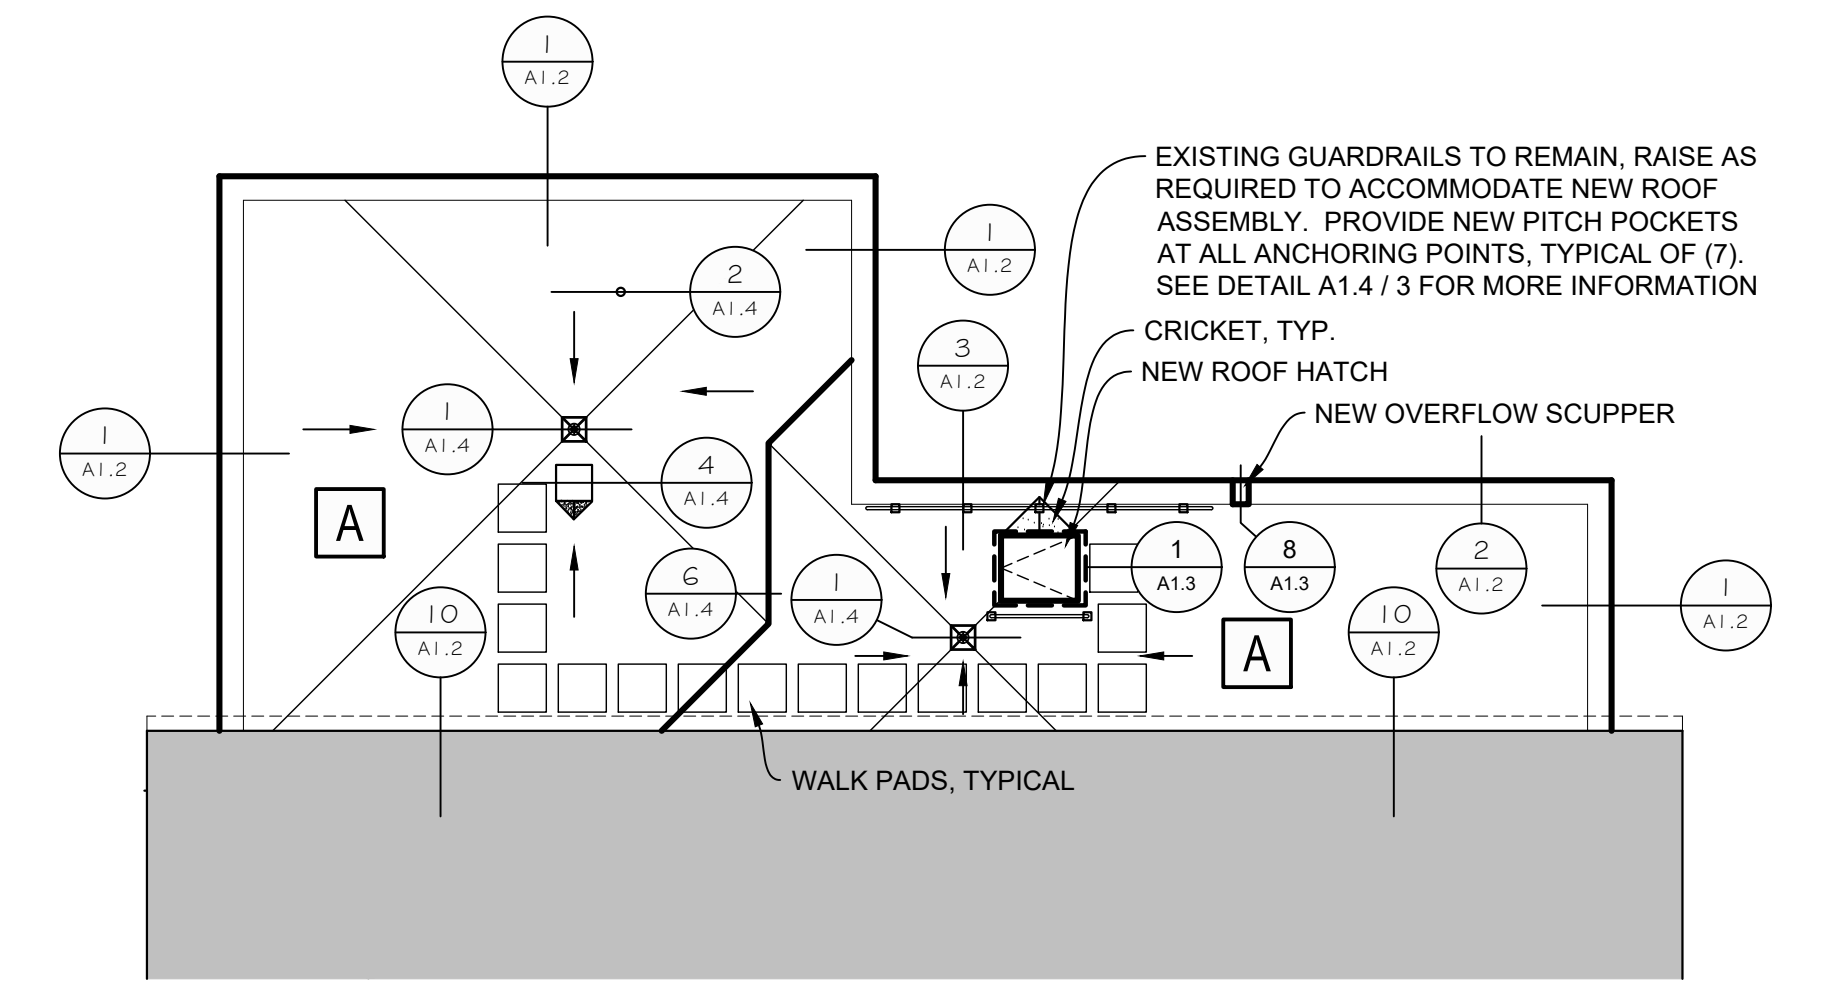 1
A1.2
EXISTING GUARDRAILS TO REMAIN, RAISE AS
REQUIRED TO ACCOMMODATE NEW ROOF
ASSEMBLY. PROVIDE NEW PITCH POCKETS
AT ALL ANCHORING POINTS, TYPICAL OF (7).
SEE DETAIL A1.4 / 3 FOR MORE INFORMATION
1
A1.2
2
A1.4
CRICKET, TYP.
3
A1.2
NEW ROOF HATCH
NEW OVERFLOW SCUPPER
1
A1.2
1
A1.4
4
A1.4
A
1
A1.3
8
A1.3
2
A1.2
6
A1.4
1
A1.4
1
A1.2
10
A1.2
10
A1.2
A
WALK PADS, TYPICAL